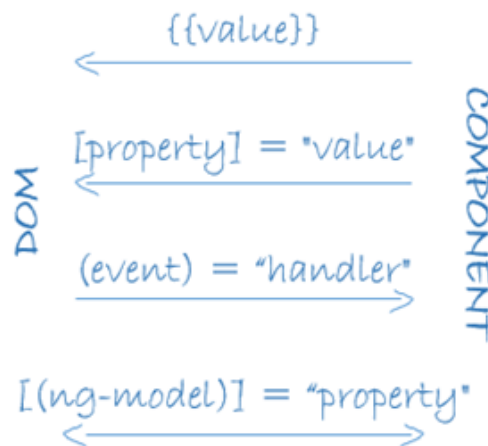 {{value}}
[property] = "value"
DOM
COMPONENT
(event) = "handler"
[(ng-model)] = "property"